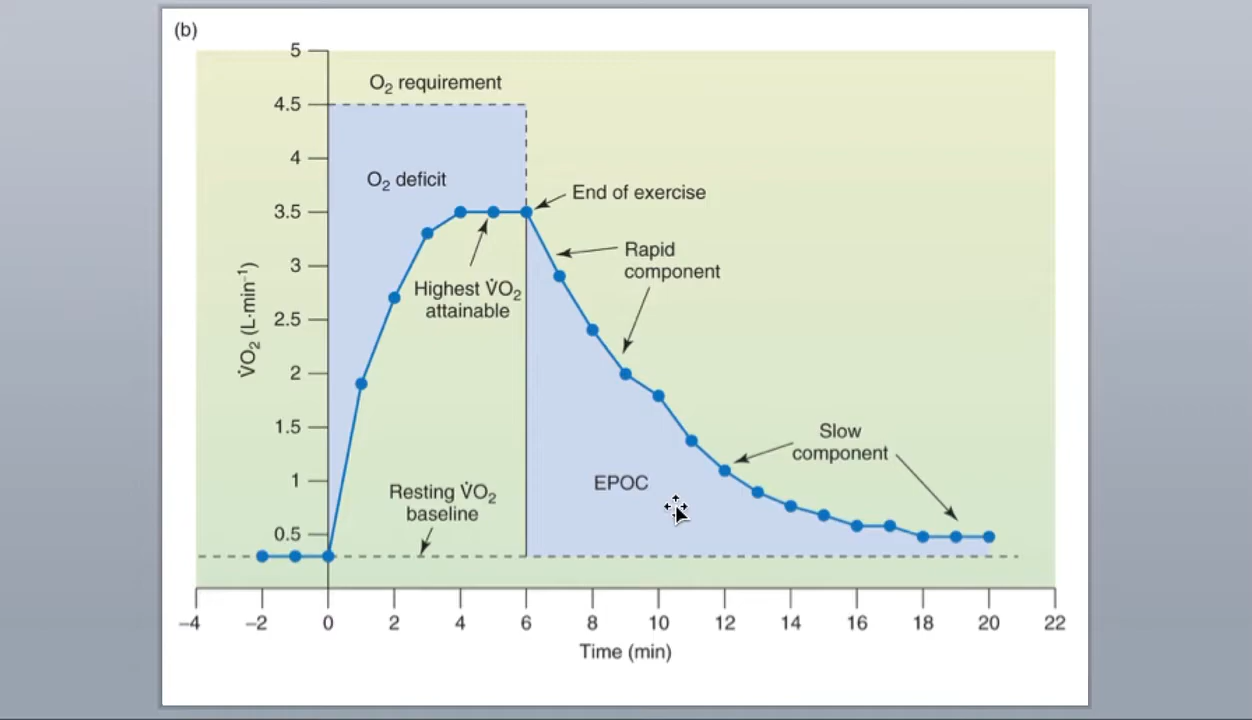 (b)
5
4.5
4
3.5
3
2.5
2
1.5
1
0.5
V̇O₂ (L·min⁻¹)
O₂ requirement
O₂ deficit
End of exercise
Rapid
component
Highest V̇O₂
attainable
Slow
component
EPOC
Resting V̇O₂
baseline
–4 –2 0 2 4 6 8 10 12 14 16 18 20 22
Time (min)